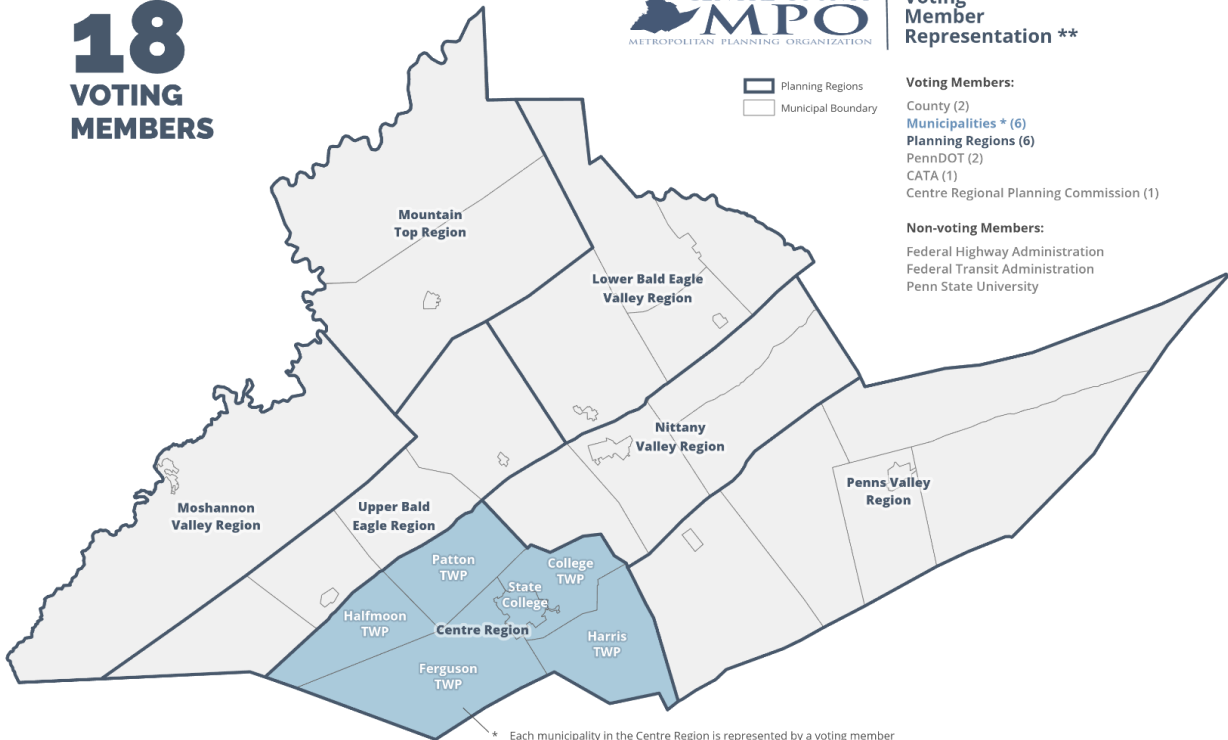 18
VOTING
MEMBERS
MPO
METROPOLITAN PLANNING ORGANIZATION
Voting
Member
Representation **
Planning Regions
Municipal Boundary
Voting Members:
County (2)
Municipalities * (6)
Planning Regions (6)
PennDOT (2)
CATA (1)
Centre Regional Planning Commission (1)
Non-voting Members:
Federal Highway Administration
Federal Transit Administration
Penn State University
Mountain
Top Region
Lower Bald Eagle
Valley Region
Nittany
Valley Region
Penns Valley
Region
Moshannon
Valley Region
Upper Bald
Eagle Region
Patton
TWP
College
TWP
State
College
Halfmoon
TWP
Centre Region
Harris
TWP
Ferguson
TWP
* Each municipality in the Centre Region is represented by a voting member